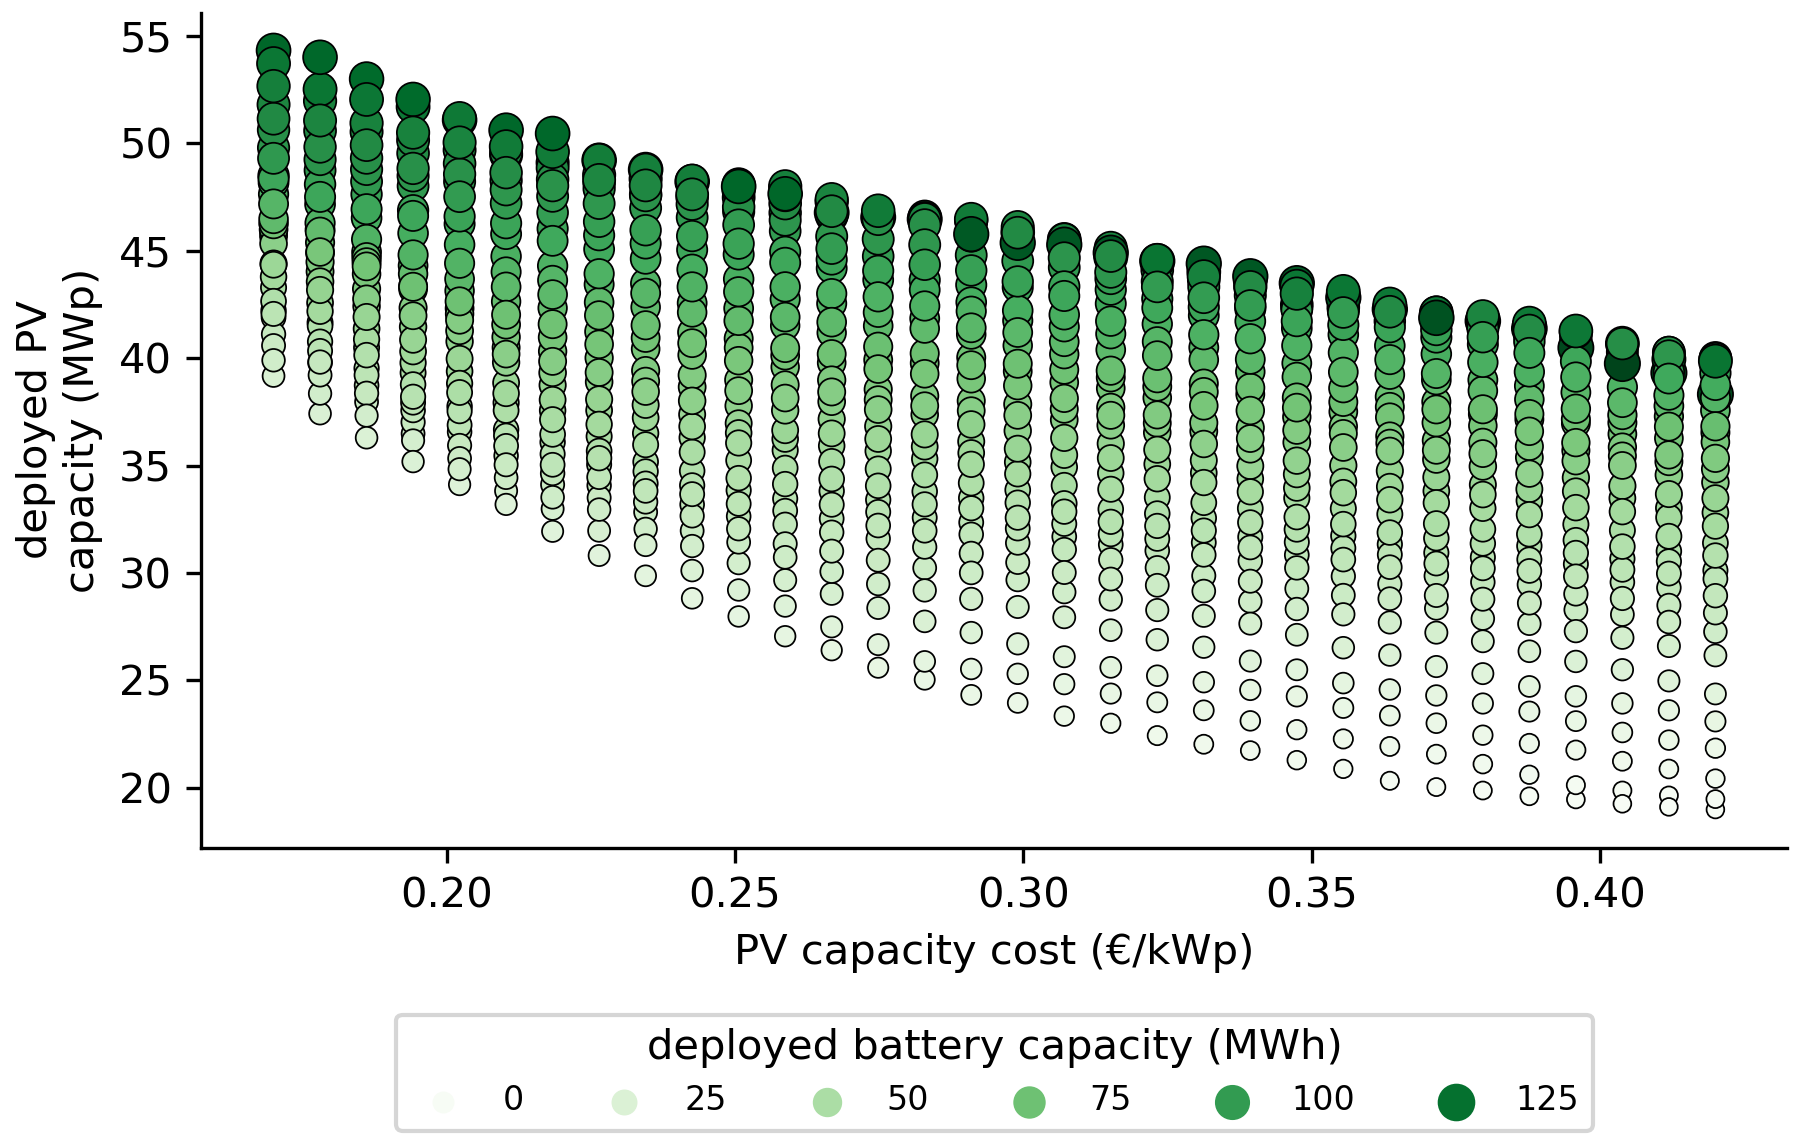 deployed PV
capacity (MWp)
55
50
45
40
35
30
25
20
0.20 0.25 0.30 0.35 0.40
PV capacity cost (€/kWp)
deployed battery capacity (MWh)
0 25 50 75 100 125